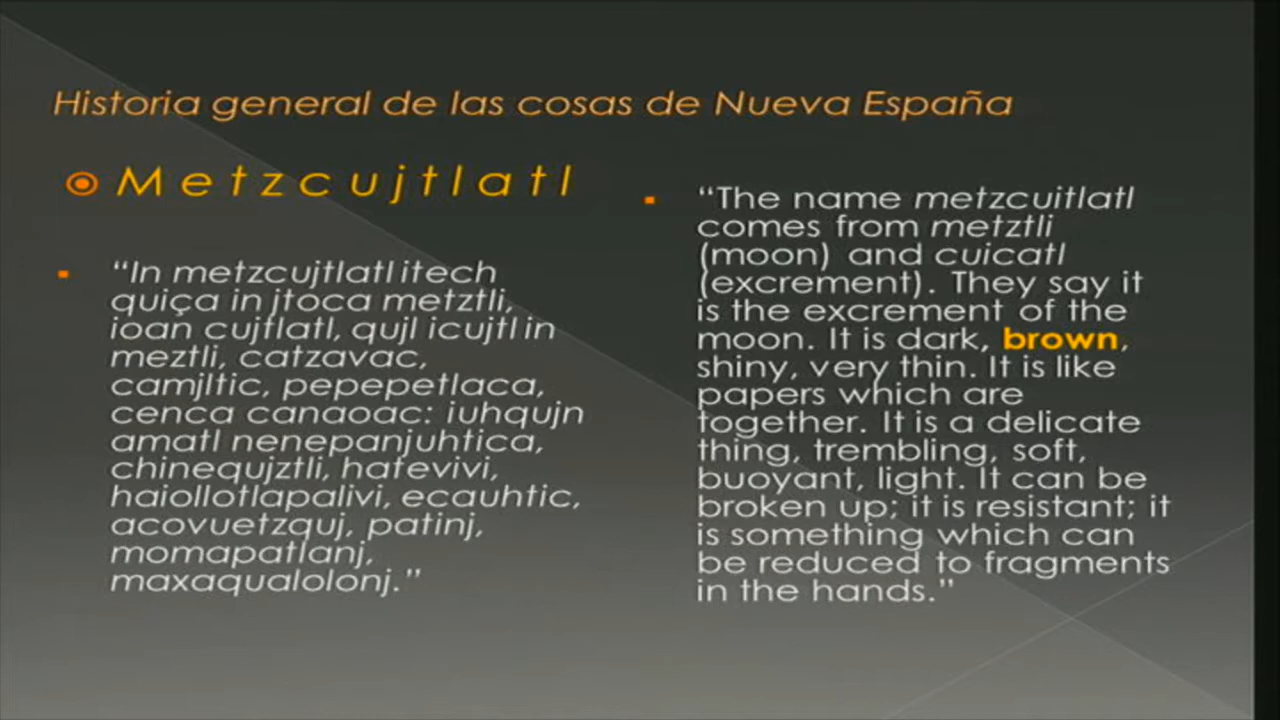 Historia general de las cosas de Nueva España
Metzcujtlatl
“In metzcujtlatl itech
quiça in jtoca metztli,
ioan cujtlatl, qujl icujtl in
meztli, catzavac,
camjltic, pepepetlaca,
cenca canaoac: iuhqujn
amatl nenepanjuhtica,
chinequjztli, hatevivi,
haiollotlapalivi, ecauhtic,
acovuetzquj, patinj,
momapatlanj,
maxaqualolonj.”
“The name metzcuitlatl
comes from metztli
(moon) and cuicatl
(excrement). They say it
is the excrement of the
moon. It is dark, brown,
shiny, very thin. It is like
papers which are
together. It is a delicate
thing, trembling, soft,
buoyant, light. It can be
broken up; it is resistant; it
is something which can
be reduced to fragments
in the hands.”